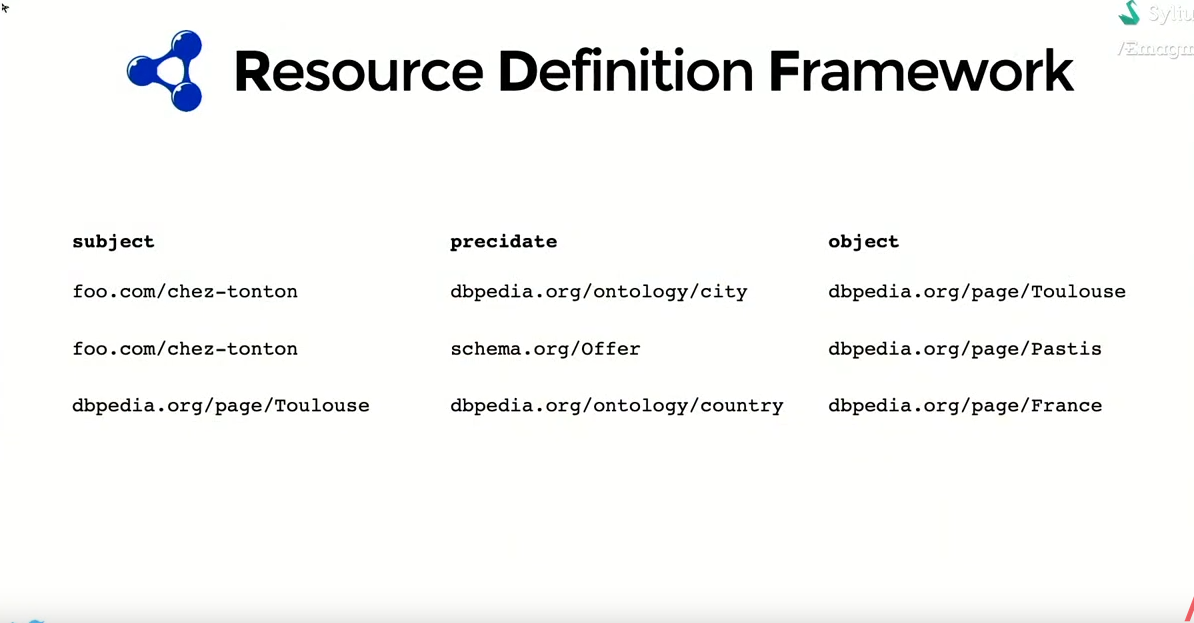 Resource Definition Framework
subject precidate object
foo.com/chez-tonton dbpedia.org/ontology/city dbpedia.org/page/Toulouse
foo.com/chez-tonton schema.org/Offer dbpedia.org/page/Pastis
dbpedia.org/page/Toulouse dbpedia.org/ontology/country dbpedia.org/page/France